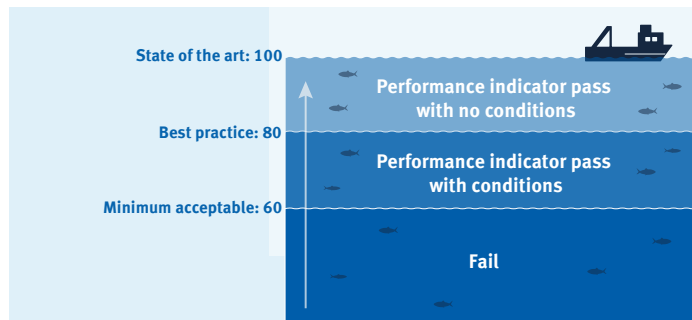 State of the art: 100
Performance indicator pass
with no conditions
Best practice: 80
Performance indicator pass
with conditions
Minimum acceptable: 60
Fail